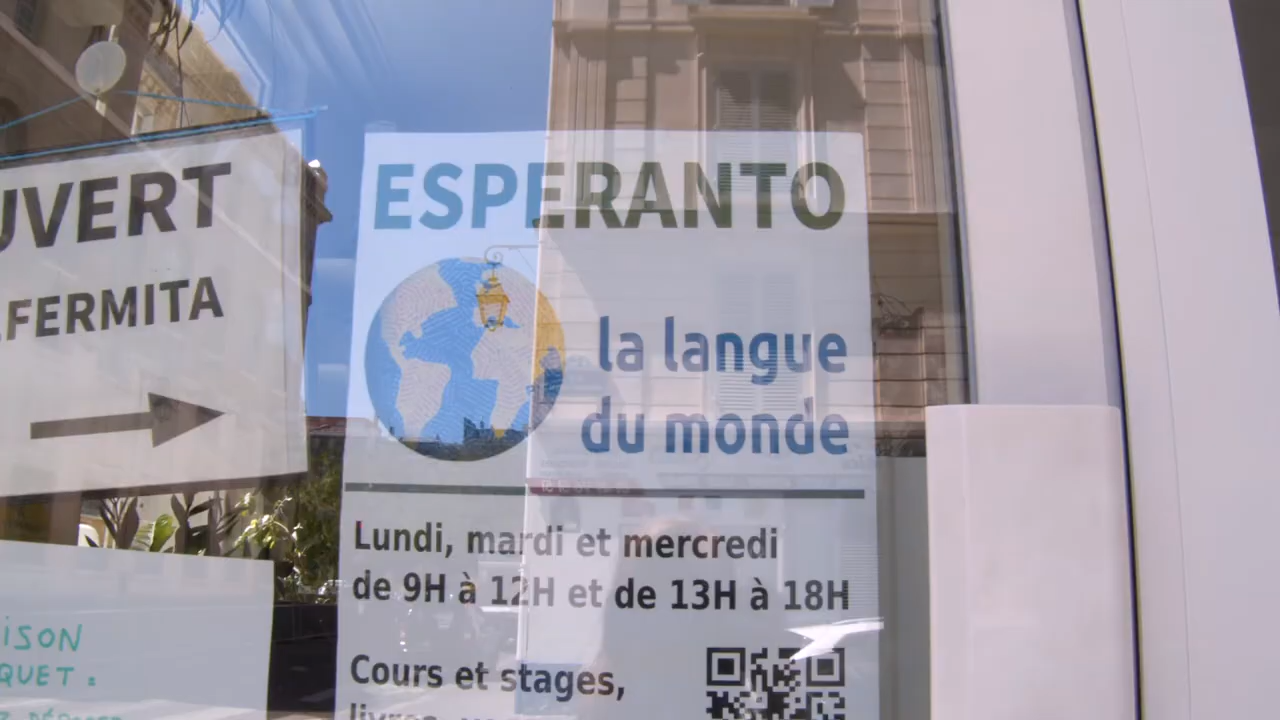 UVERT
FERMITA
ESPERANTO
la langue
du monde
Lundi, mardi et mercredi
de 9H à 12H et de 13H à 18H
Cours et stages,
ISON
QUET :